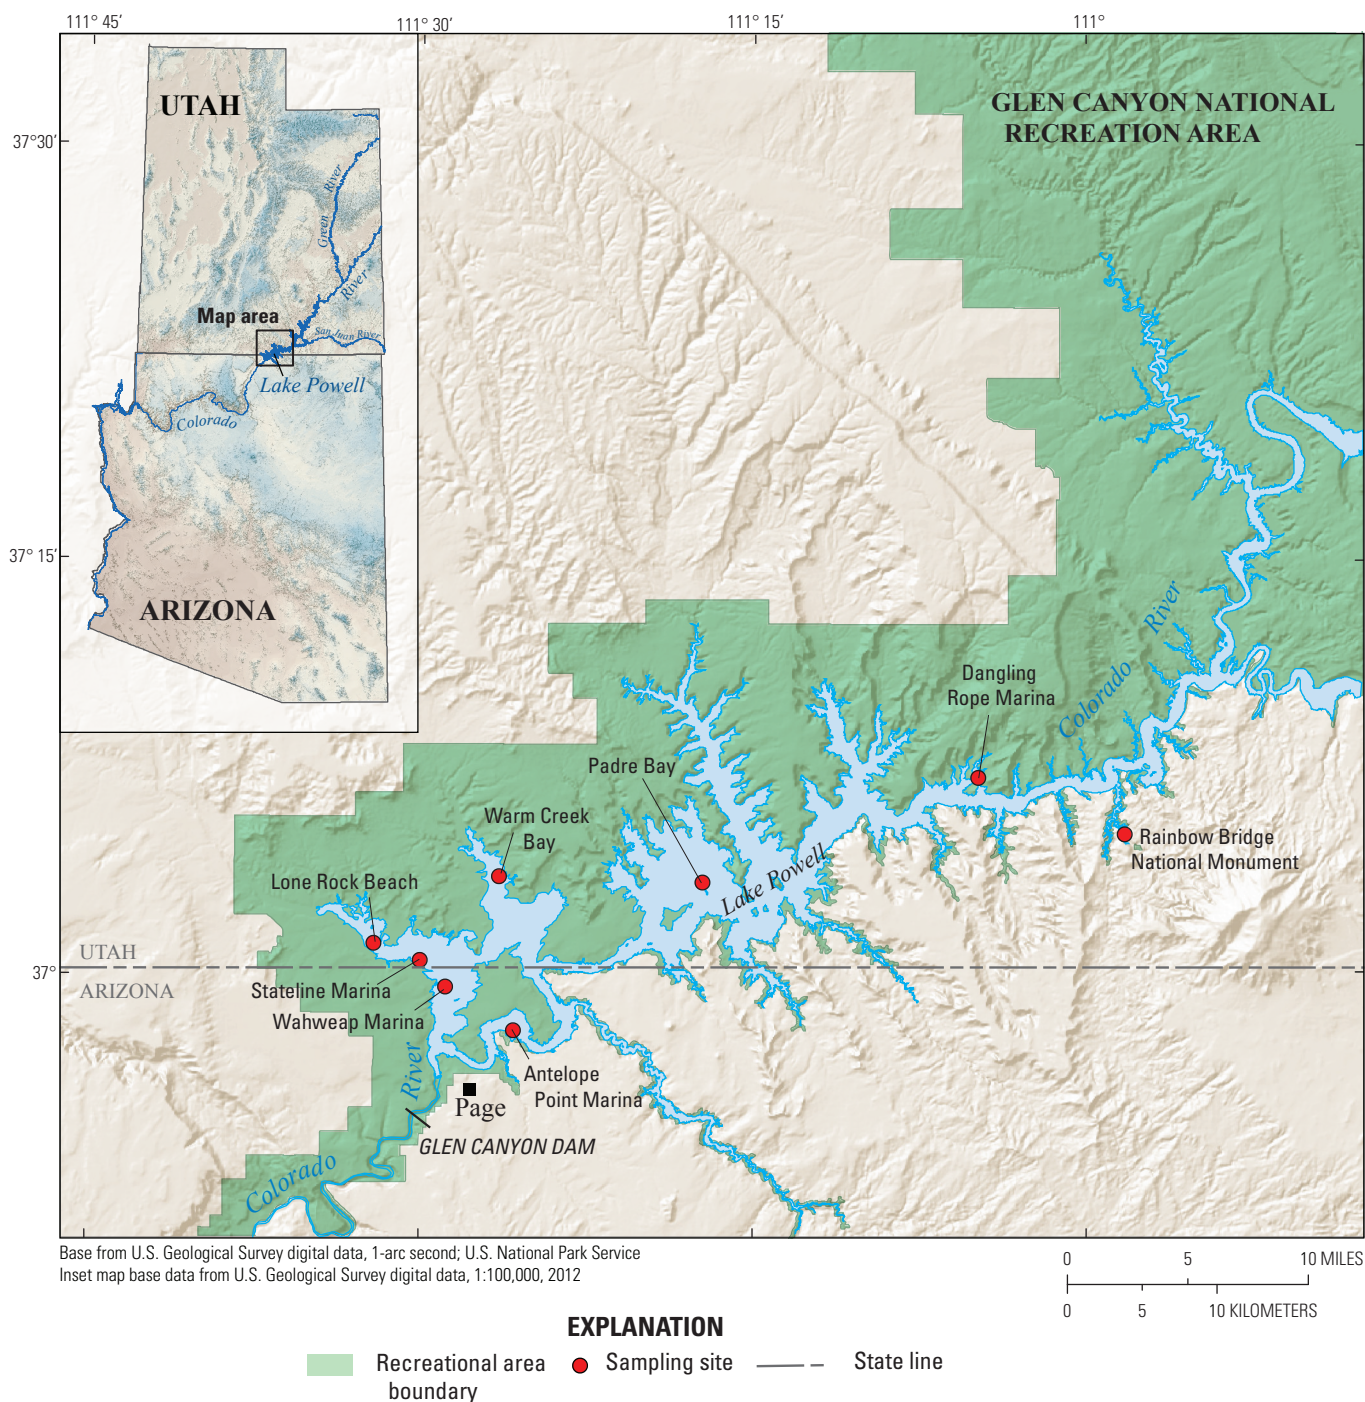 111° 45′
111° 30′
111° 15′
111°
37°30′
37° 15′
37°
UTAH
Green
River
River
Map area
San Juan River
Lake Powell
Colorado
ARIZONA
GLEN CANYON NATIONAL
RECREATION AREA
River
Colorado
Dangling
Rope Marina
Padre Bay
Warm Creek
Bay
Lake Powell
Rainbow Bridge
National Monument
Lone Rock Beach
UTAH
ARIZONA
Stateline Marina
Wahweap Marina
Antelope
Point Marina
River
Page
GLEN CANYON DAM
Colorado
Base from U.S. Geological Survey digital data, 1-arc second; U.S. National Park Service
Inset map base data from U.S. Geological Survey digital data, 1:100,000, 2012
0 5 10 MILES
0 5 10 KILOMETERS
EXPLANATION
Recreational area
boundary
Sampling site
State line